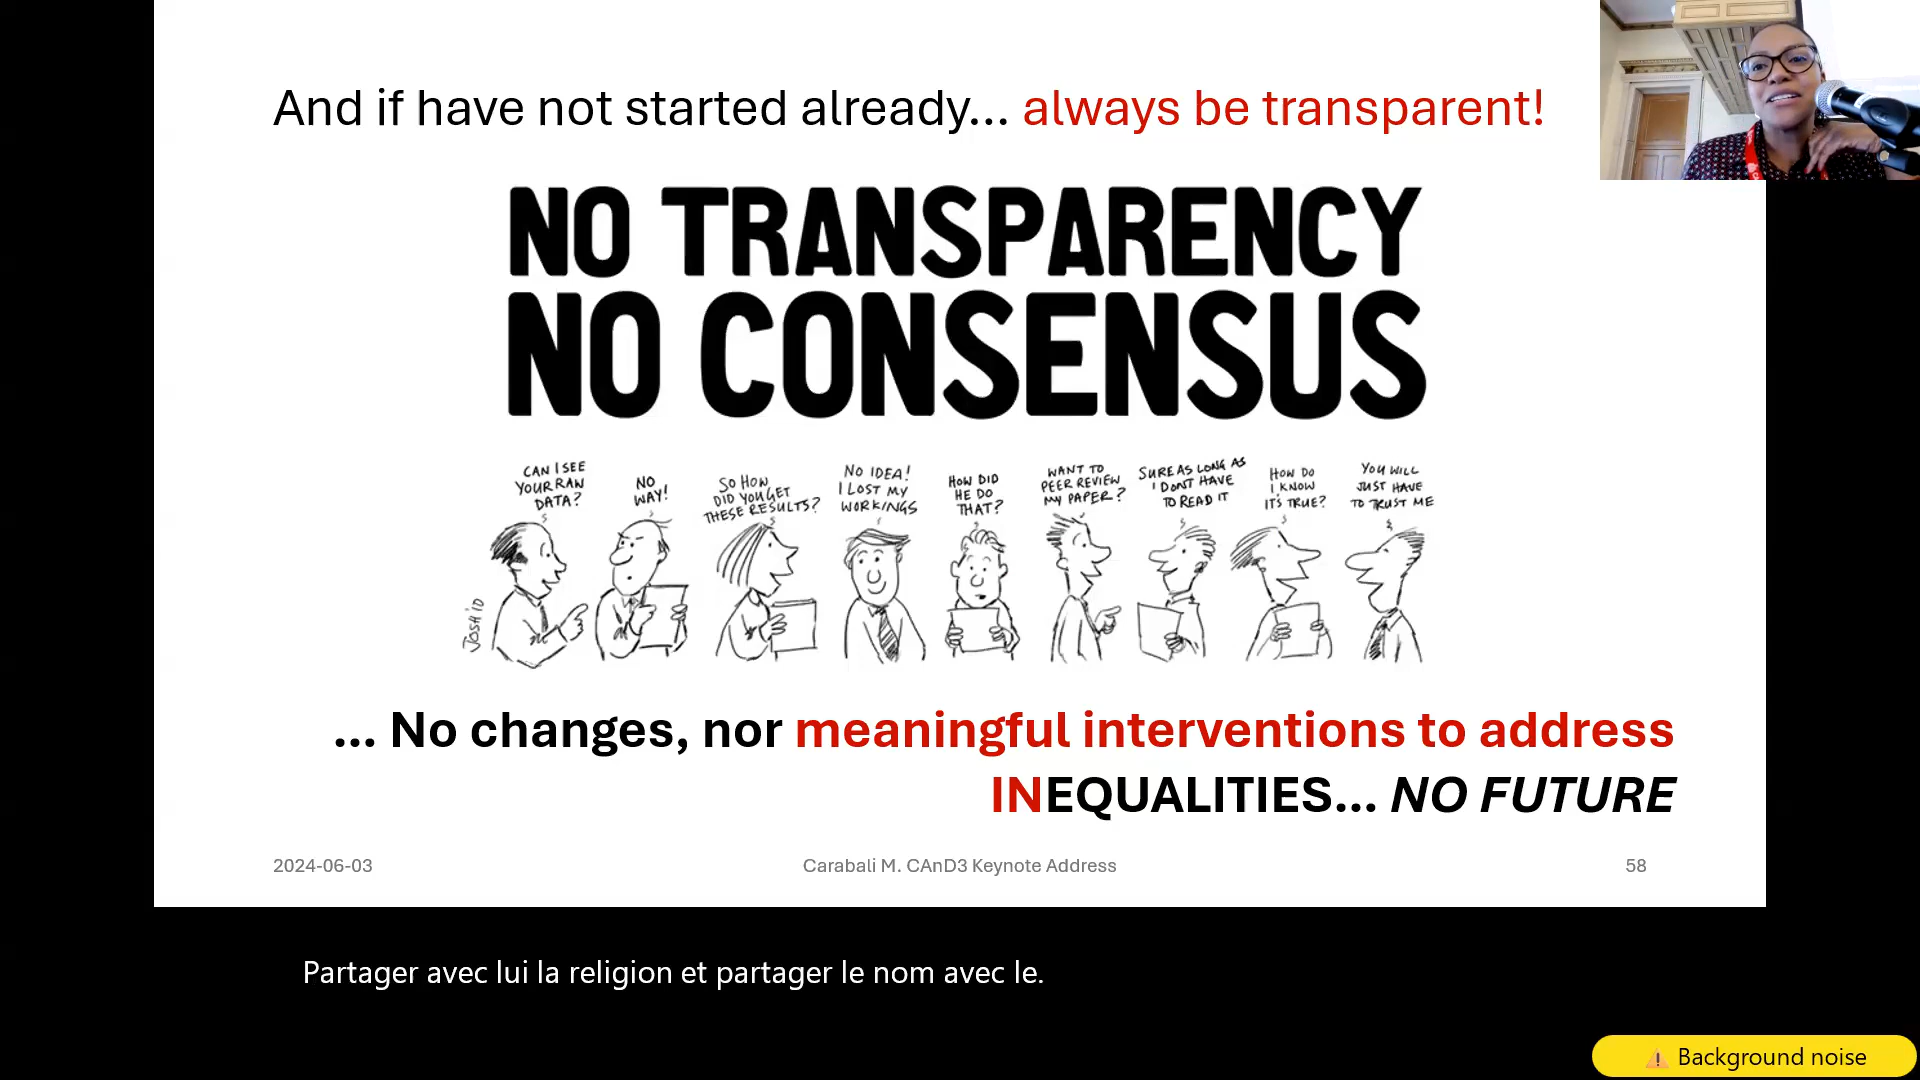 And if have not started already... always be transparent!
NO TRANSPARENCY
NO CONSENSUS
CAN I SEE
YOUR RAW
DATA?
NO
WAY!
SO HOW
DID YOU GET
THESE RESULTS?
NO IDEA!
I LOST MY
WORKINGS
HOW DID
HE DO
THAT?
WANT TO
PEER REVIEW
MY PAPER?
SURE AS LONG AS
I DON'T HAVE
TO READ IT
HOW DO
I KNOW
IT'S TRUE?
YOU WILL
JUST HAVE
TO TRUST ME
... No changes, nor meaningful interventions to address
INEQUALITIES... NO FUTURE
2024-06-03
Carabali M. CAnD3 Keynote Address
58
Partager avec lui la religion et partager le nom avec le.
Background noise